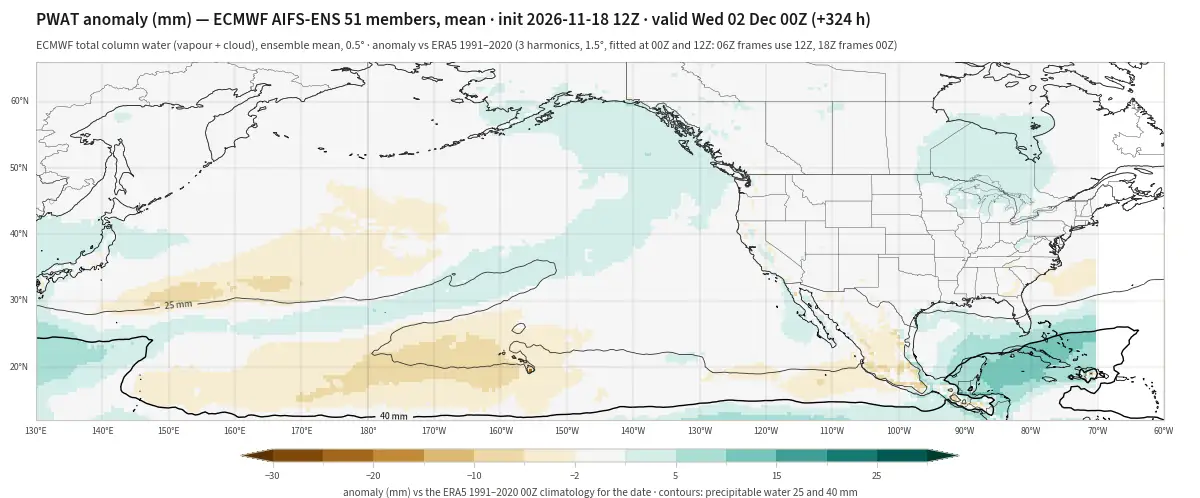 PWAT anomaly (mm) — ECMWF AIFS-ENS 51 members, mean · init 2026-11-18 12Z · valid Wed 02 Dec 00Z (+324 h)
ECMWF total column water (vapour + cloud), ensemble mean, 0.5° · anomaly vs ERA5 1991–2020 (3 harmonics, 1.5°, fitted at 00Z and 12Z: 06Z frames use 12Z, 18Z frames 00Z)
60°N
50°N
40°N
30°N
20°N
25 mm
40 mm
130°E 140°E 150°E 160°E 170°E 180° 170°W 160°W 150°W 140°W 130°W 120°W 110°W 100°W 90°W 80°W 70°W 60°W
−30 −20 −10 −2 5 15 25
anomaly (mm) vs the ERA5 1991–2020 00Z climatology for the date · contours: precipitable water 25 and 40 mm